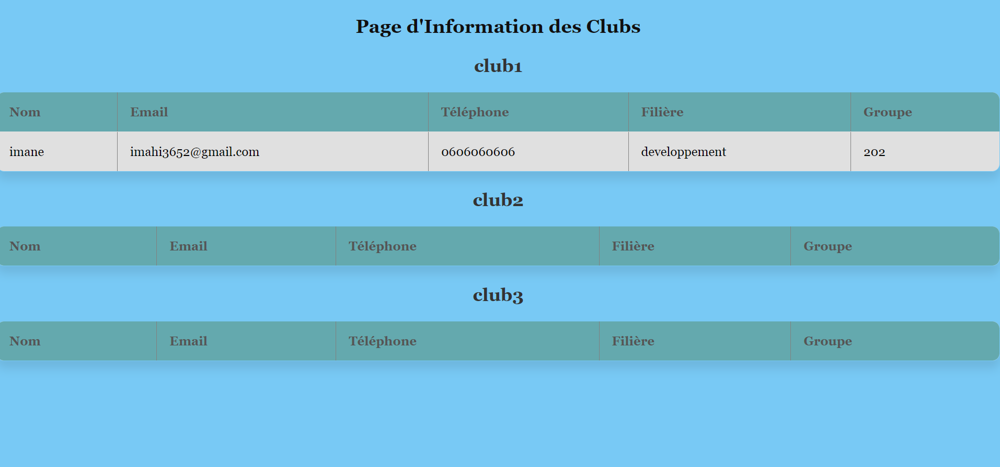 Page d'Information des Clubs
club1
Nom Email Téléphone Filière Groupe
imane imahi3652@gmail.com 0606060606 developpement 202
club2
Nom Email Téléphone Filière Groupe
club3
Nom Email Téléphone Filière Groupe